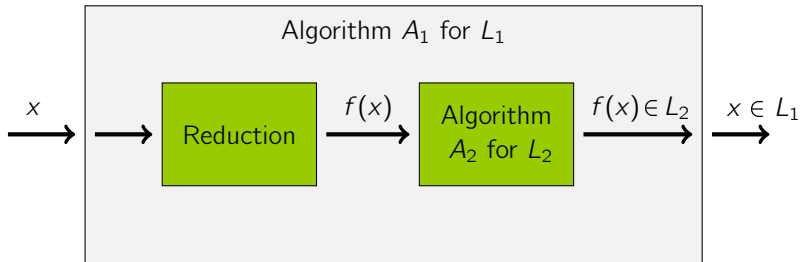 Algorithm A₁ for L₁
x
Reduction
f(x)
Algorithm
A₂ for L₂
f(x) ∈ L₂
x ∈ L₁